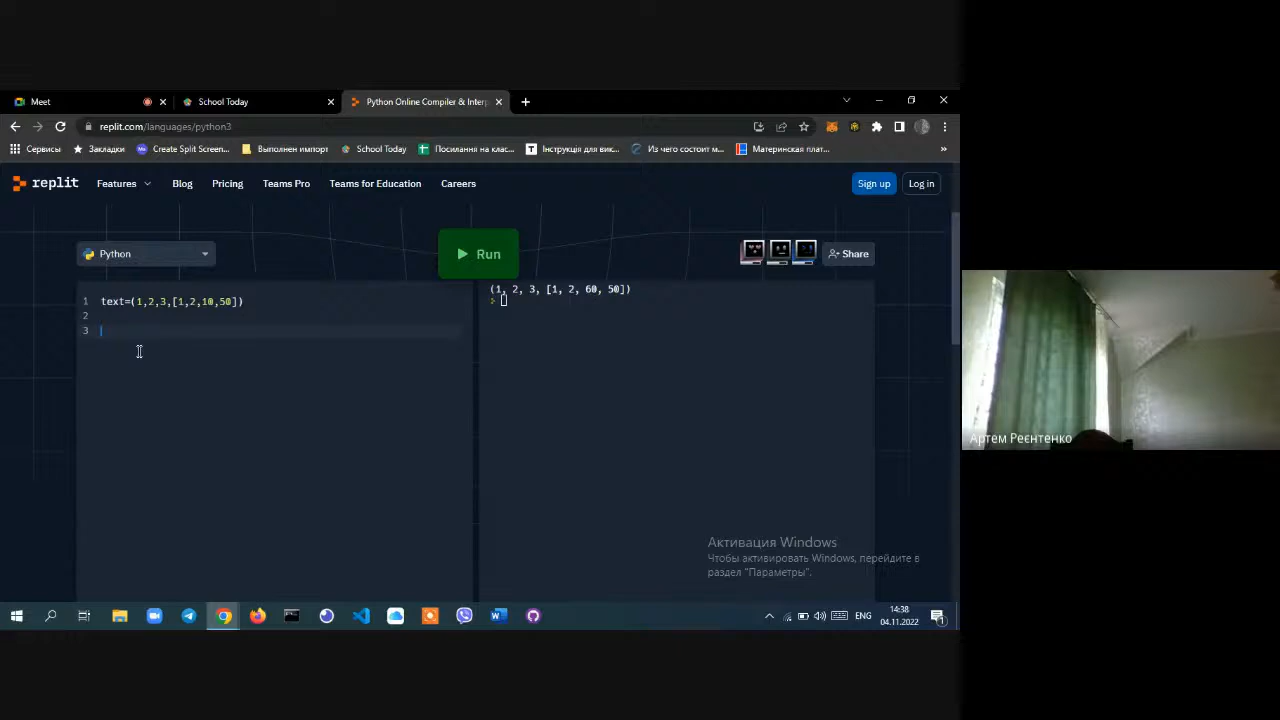 Meet
School Today
Python Online Compiler & Interp
replit.com/languages/python3
Сервисы
Закладки
Create Split Screen...
Выполнен импорт
School Today
Посилання на клас...
Інструкція для вик...
Из чего состоит м...
Материнская плат...
»
replit
Features
Blog
Pricing
Teams Pro
Teams for Education
Careers
Sign up
Log in
Python
Run
Share
1 text=(1,2,3,[1,2,10,50])
2
3
(1, 2, 3, [1, 2, 60, 50])
Артем Реєнтенко
Активация Windows
Чтобы активировать Windows, перейдите в
раздел "Параметры".
ENG
14:38
04.11.2022
1